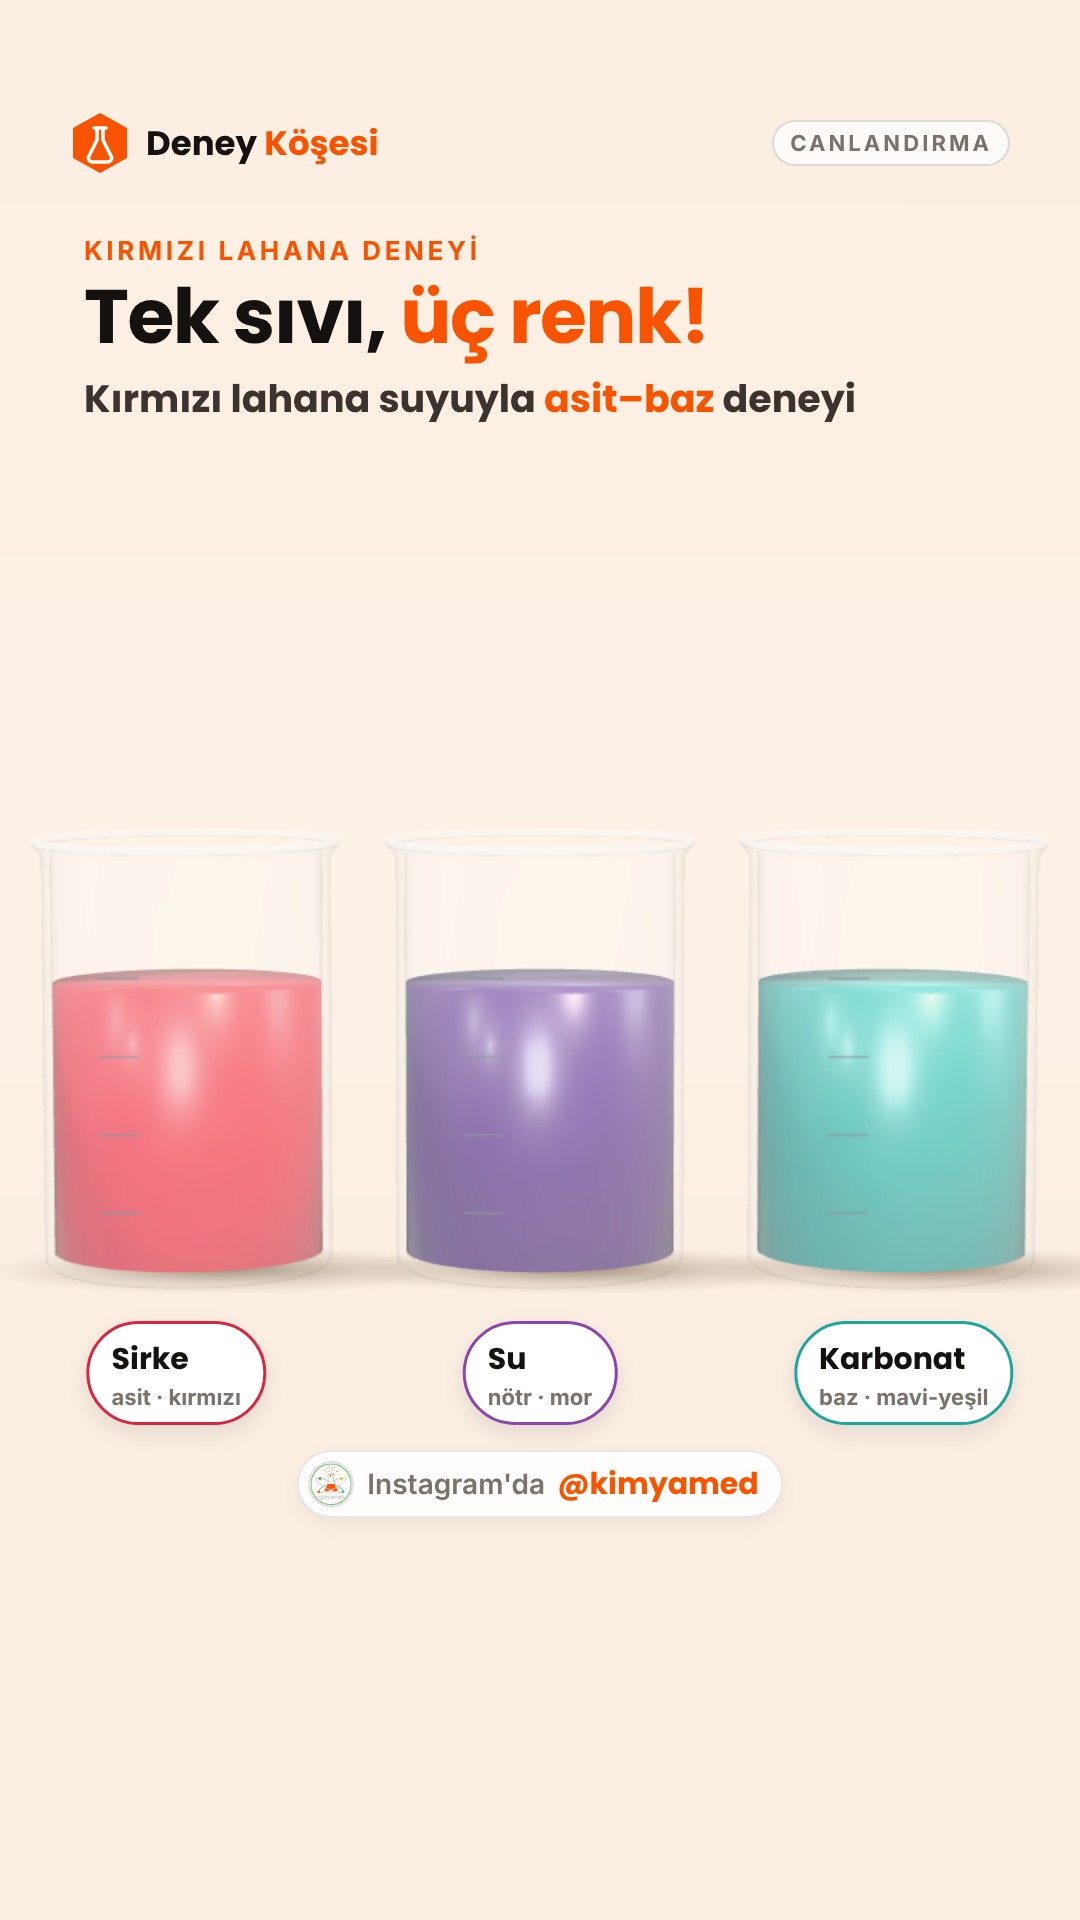 Deney Köşesi
CANLANDIRMA
KIRMIZI LAHANA DENEYİ
Tek sıvı, üç renk!
Kırmızı lahana suyuyla asit–baz deneyi
Sirke
asit · kırmızı
Su
nötr · mor
Karbonat
baz · mavi-yeşil
Instagram'da @kimyamed